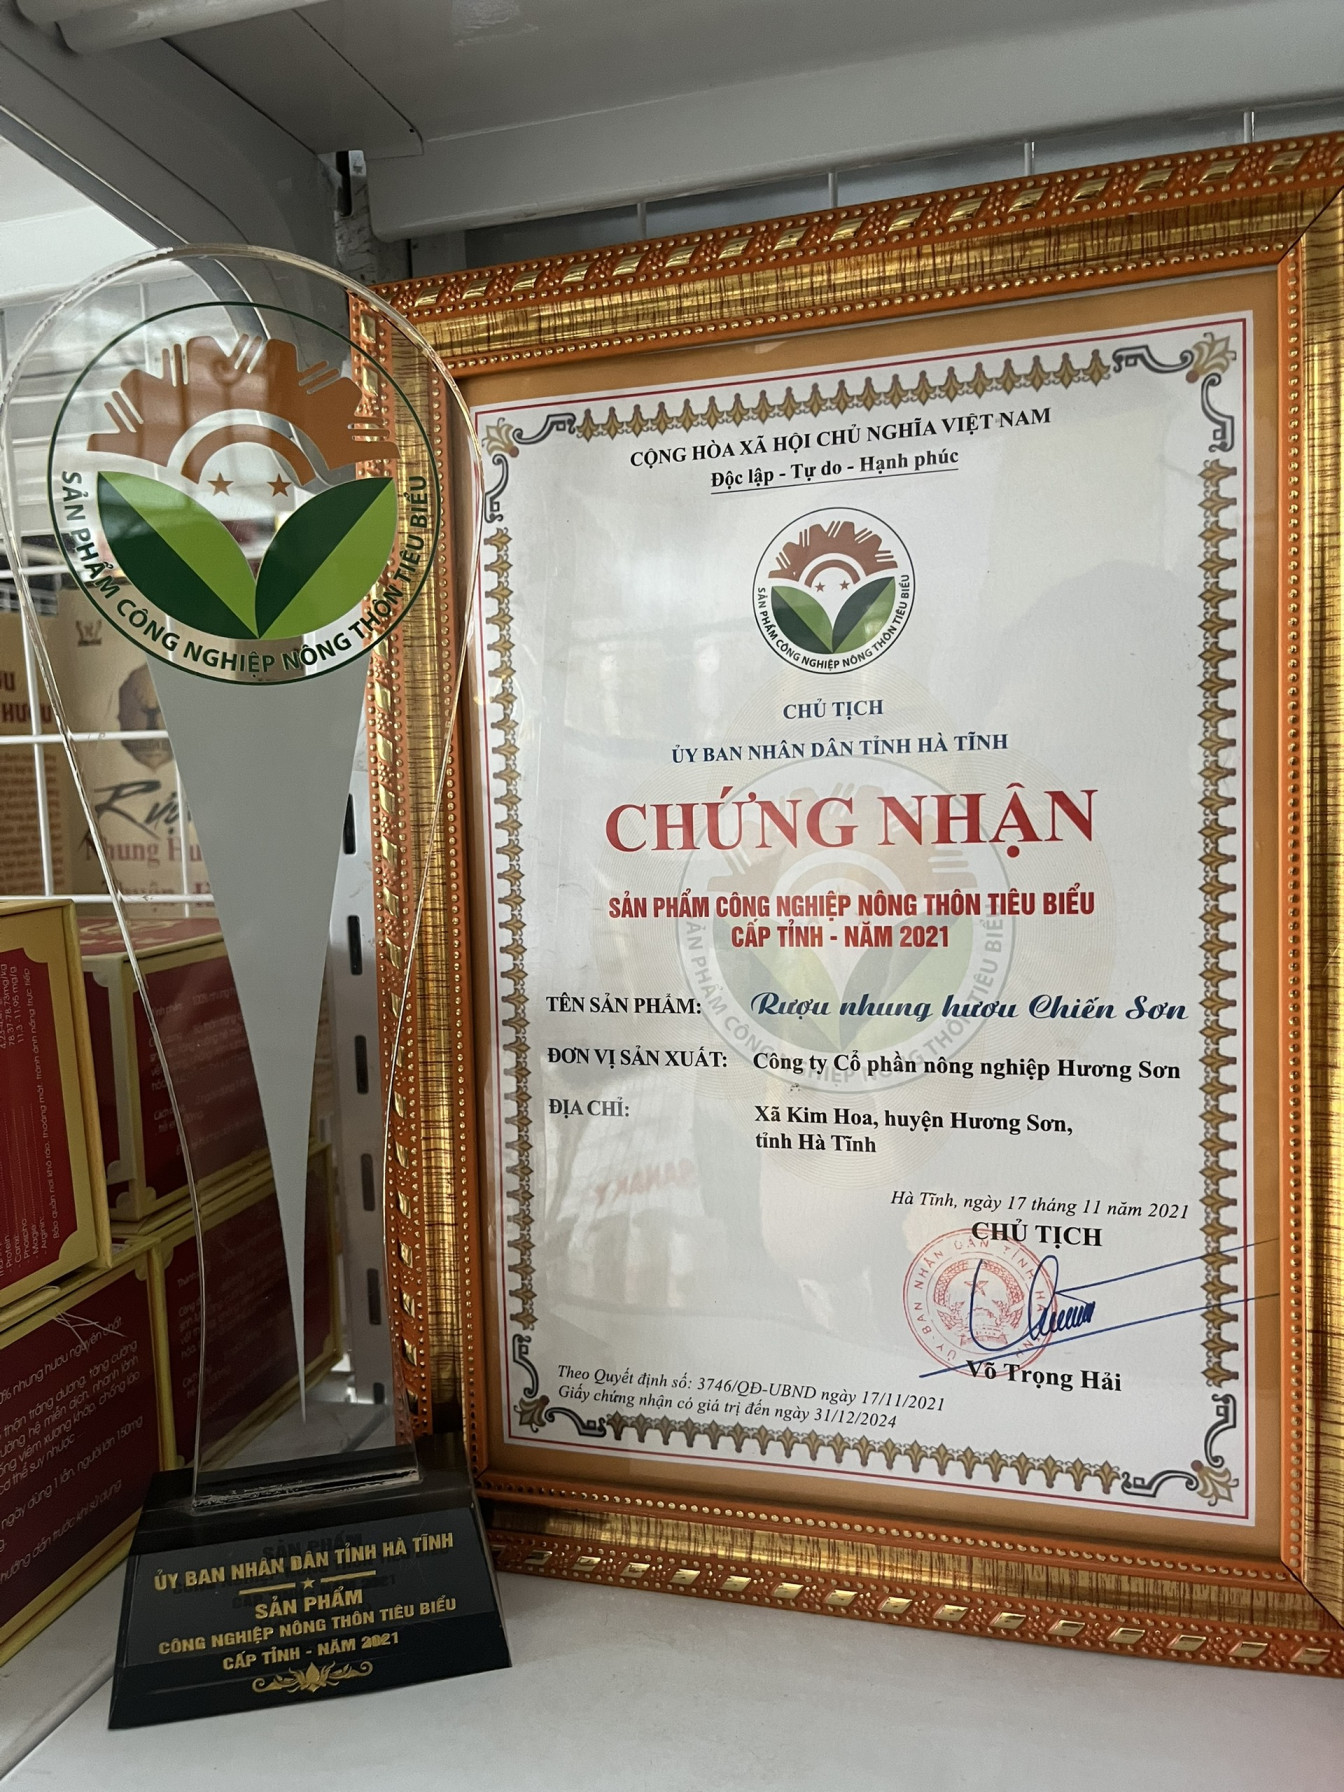 SẢN PHẨM CÔNG NGHIỆP NÔNG THÔN TIÊU BIỂU
ỦY BAN NHÂN DÂN TỈNH HÀ TĨNH
SẢN PHẨM
CÔNG NGHIỆP NÔNG THÔN TIÊU BIỂU
CẤP TỈNH - NĂM 2021
CỘNG HÒA XÃ HỘI CHỦ NGHĨA VIỆT NAM
Độc lập - Tự do - Hạnh phúc
SẢN PHẨM CÔNG NGHIỆP NÔNG THÔN TIÊU BIỂU
CHỦ TỊCH
ỦY BAN NHÂN DÂN TỈNH HÀ TĨNH
CHỨNG NHẬN
SẢN PHẨM CÔNG NGHIỆP NÔNG THÔN TIÊU BIỂU
CẤP TỈNH - NĂM 2021
TÊN SẢN PHẨM: Rượu nhung hươu Chiến Sơn
ĐƠN VỊ SẢN XUẤT: Công ty Cổ phần nông nghiệp Hương Sơn
ĐỊA CHỈ: Xã Kim Hoa, huyện Hương Sơn,
tỉnh Hà Tĩnh
Hà Tĩnh, ngày 17 tháng 11 năm 2021
CHỦ TỊCH
Võ Trọng Hải
Theo Quyết định số: 3746/QĐ-UBND ngày 17/11/2021
Giấy chứng nhận có giá trị đến ngày 31/12/2024